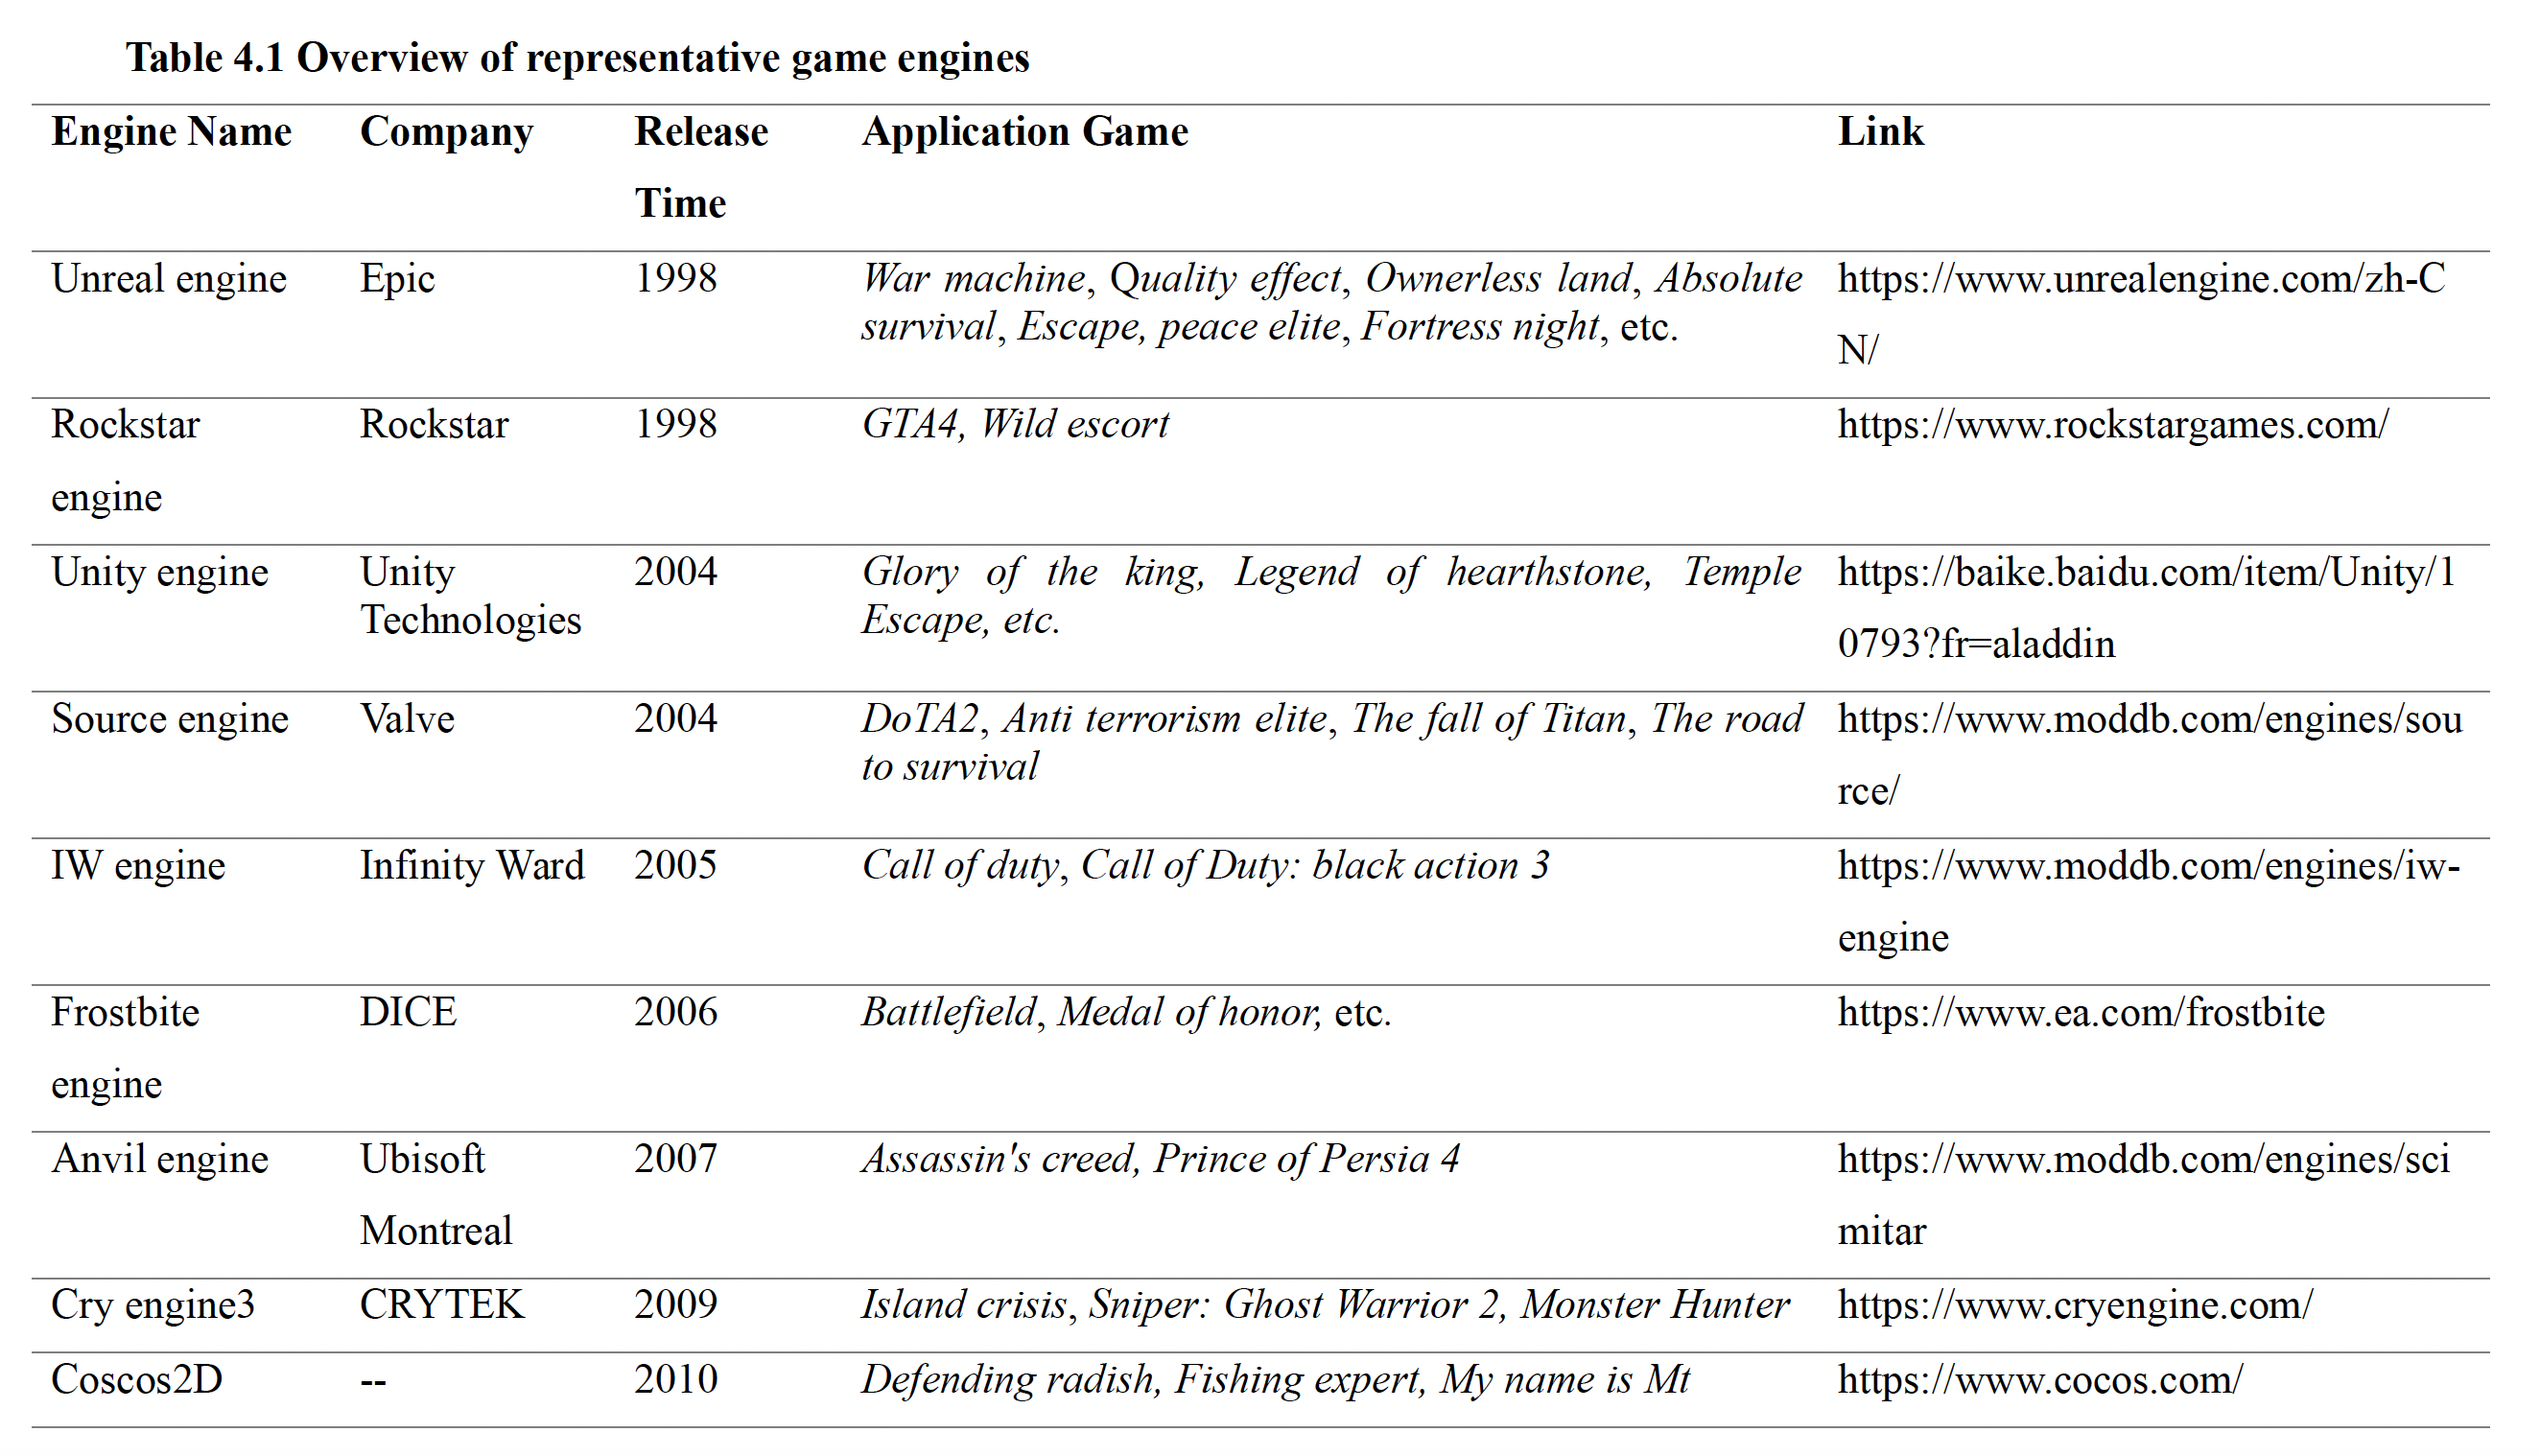 Table 4.1 Overview of representative game engines
Engine Name Company Release Application Game Link
Time
Unreal engine Epic 1998 War machine, Quality effect, Ownerless land, Absolute https://www.unrealengine.com/zh-C
survival, Escape, peace elite, Fortress night, etc.
N/
Rockstar Rockstar 1998 GTA4, Wild escort https://www.rockstargames.com/
engine
Unity engine Unity 2004 Glory of the king, Legend of hearthstone, Temple https://baike.baidu.com/item/Unity/1
Technologies Escape, etc.
0793?fr=aladdin
Source engine Valve 2004 DoTA2, Anti terrorism elite, The fall of Titan, The road https://www.moddb.com/engines/sou
to survival
rce/
IW engine Infinity Ward 2005 Call of duty, Call of Duty: black action 3 https://www.moddb.com/engines/iw-
engine
Frostbite DICE 2006 Battlefield, Medal of honor, etc. https://www.ea.com/frostbite
engine
Anvil engine Ubisoft 2007 Assassin's creed, Prince of Persia 4 https://www.moddb.com/engines/sci
Montreal mitar
Cry engine3 CRYTEK 2009 Island crisis, Sniper: Ghost Warrior 2, Monster Hunter https://www.cryengine.com/
Coscos2D -- 2010 Defending radish, Fishing expert, My name is Mt https://www.cocos.com/